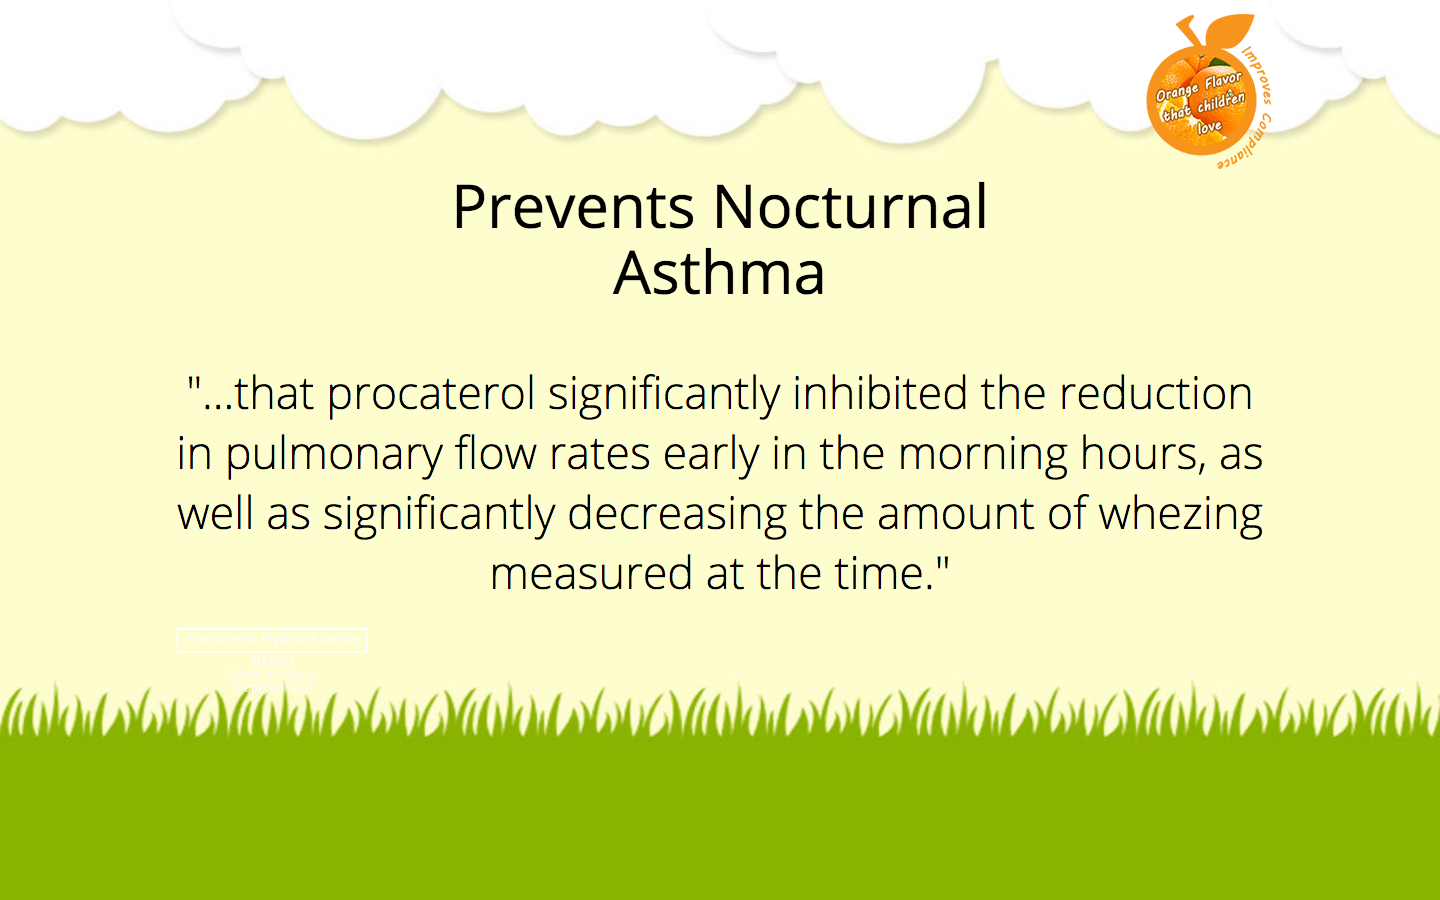 Orange Flavor
that children
love
Improves Compliance
Prevents Nocturnal
Asthma
"...that procaterol significantly inhibited the reduction
in pulmonary flow rates early in the morning hours, as
well as significantly decreasing the amount of whezing
measured at the time."
Procaterol Hydrochloride